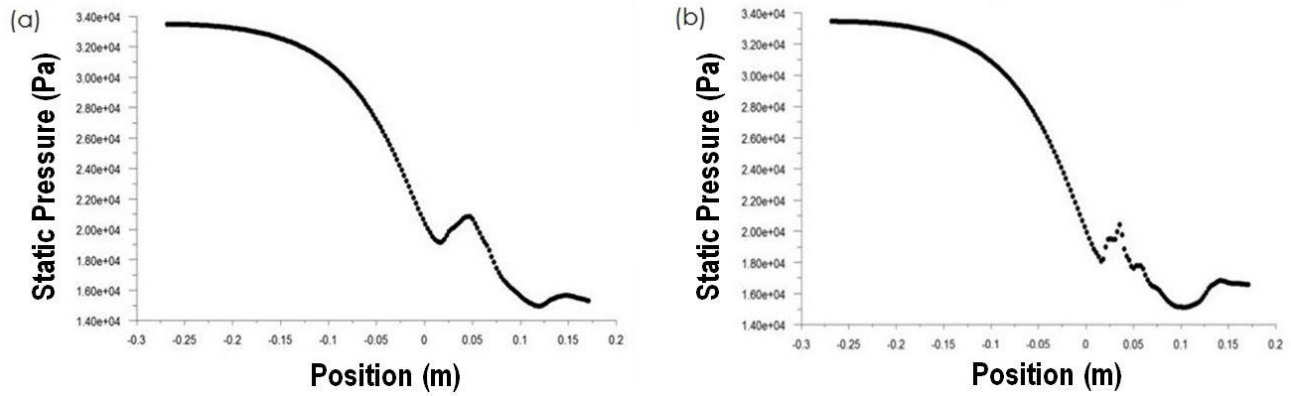 (a)
Static Pressure (Pa)
3.40e+04
3.20e+04
3.00e+04
2.80e+04
2.60e+04
2.40e+04
2.20e+04
2.00e+04
1.80e+04
1.60e+04
1.40e+04
-0.3 -0.25 -0.2 -0.15 -0.1 -0.05 0 0.05 0.1 0.15 0.2
Position (m)
(b)
Static Pressure (Pa)
3.40e+04
3.20e+04
3.00e+04
2.80e+04
2.60e+04
2.40e+04
2.20e+04
2.00e+04
1.80e+04
1.60e+04
1.40e+04
-0.3 -0.25 -0.2 -0.15 -0.1 -0.05 0 0.05 0.1 0.15 0.2
Position (m)